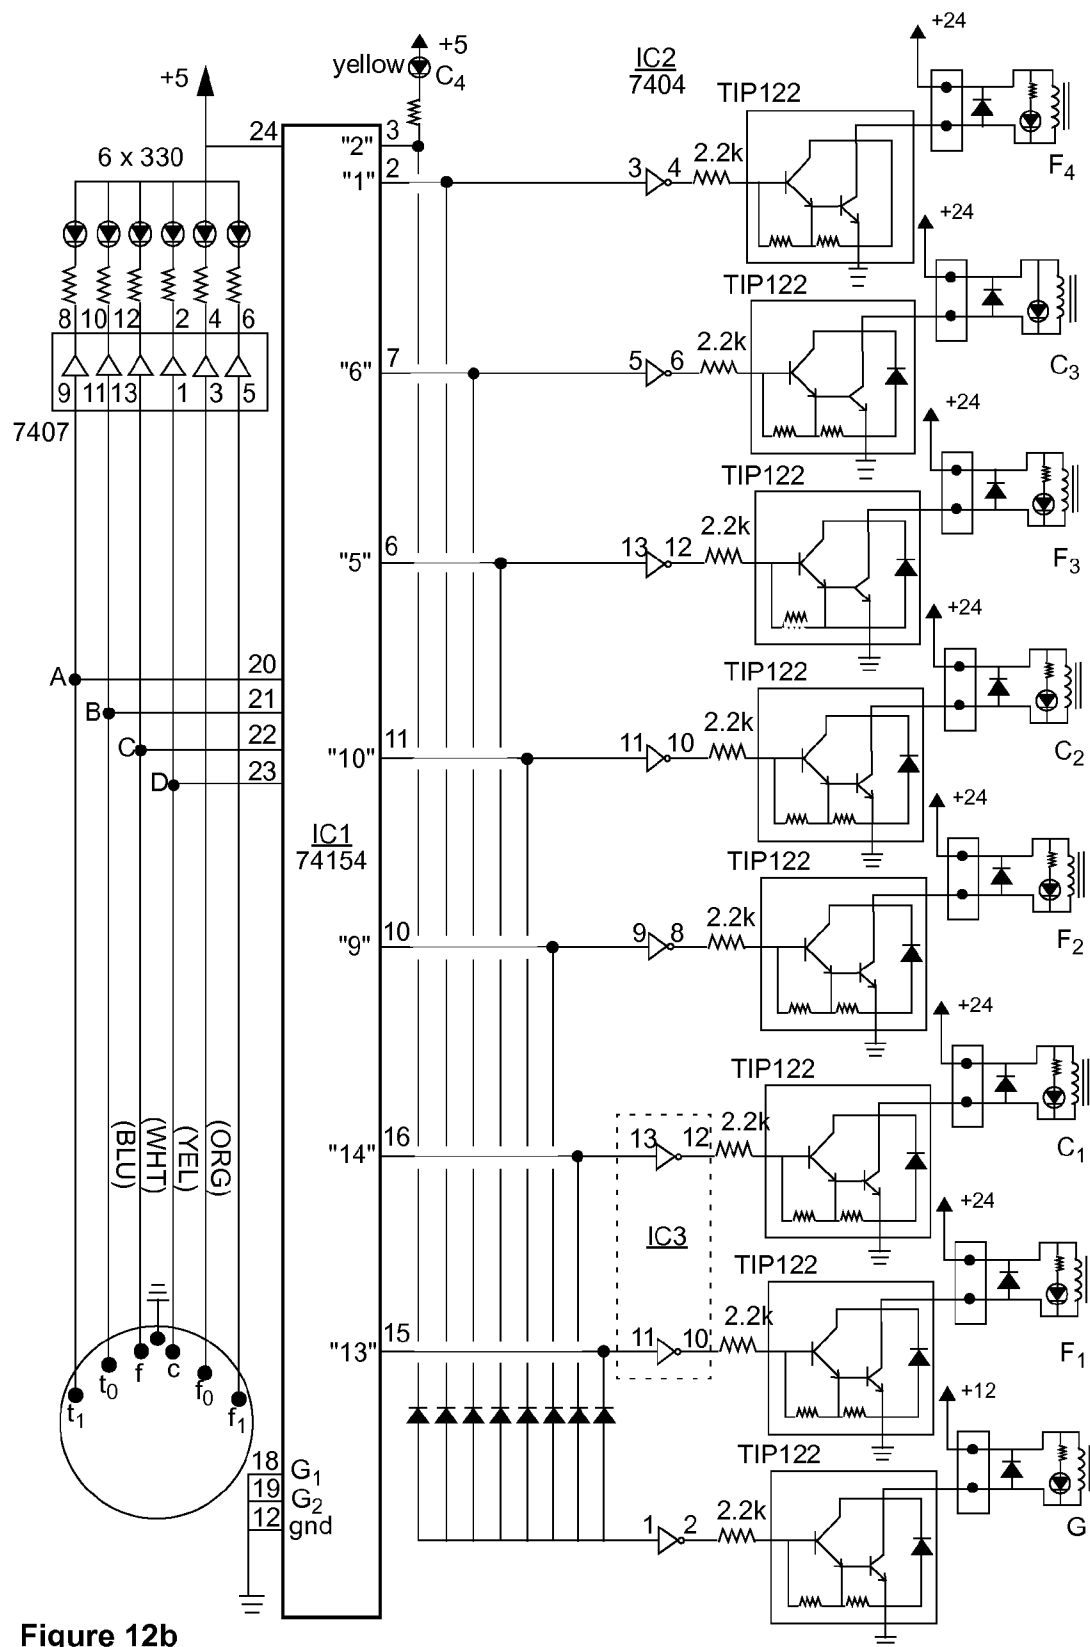 +24
+5
yellow
C4
IC2
7404
TIP122
+5
24
6 x 330
"2"
3
"1"
2
3
4
2.2k
F4
+24
8
10
12
2
4
6
TIP122
"6"
7
5
6
2.2k
C3
9
11
13
1
3
5
7407
+24
TIP122
"5"
6
13
12
2.2k
F3
+24
A
20
B
21
C
22
D
23
TIP122
"10"
11
11
10
2.2k
C2
+24
IC1
74154
TIP122
"9"
10
9
8
2.2k
F2
+24
TIP122
(BLU)
(WHT)
(YEL)
(ORG)
"14"
16
13
12
2.2k
C1
IC3
+24
TIP122
"13"
15
11
10
2.2k
F1
t1
t0
f
c
f0
f1
+12
TIP122
18
G1
19
G2
12
gnd
1
2
2.2k
G
Figure 12b